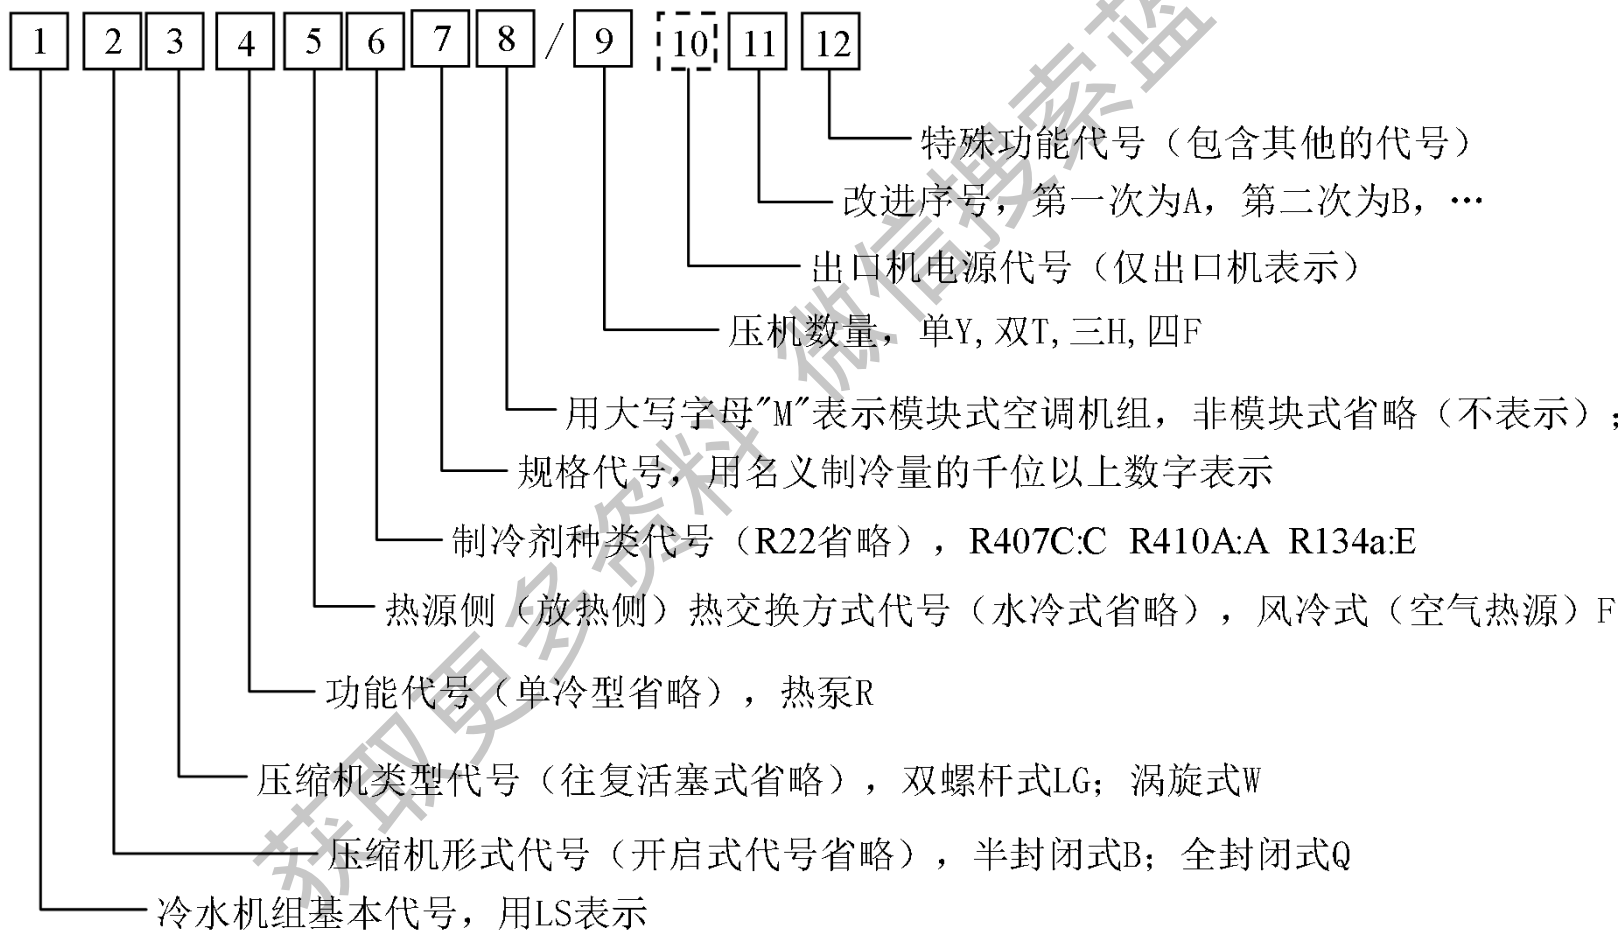 1 2 3 4 5 6 7 8 / 9 10 11 12
特殊功能代号（包含其他的代号）
改进序号，第一次为A，第二次为B，…
出口机电源代号（仅出口机表示）
压机数量，单Y,双T,三H,四F
用大写字母"M"表示模块式空调机组，非模块式省略（不表示）；
规格代号，用名义制冷量的千位以上数字表示
制冷剂种类代号（R22省略），R407C:C R410A:A R134a:E
热源侧（放热侧）热交换方式代号（水冷式省略），风冷式（空气热源）F
功能代号（单冷型省略），热泵R
压缩机类型代号（往复活塞式省略），双螺杆式LG；涡旋式W
压缩机形式代号（开启式代号省略），半封闭式B；全封闭式Q
冷水机组基本代号，用LS表示
获取更多资料 微信搜索蓝